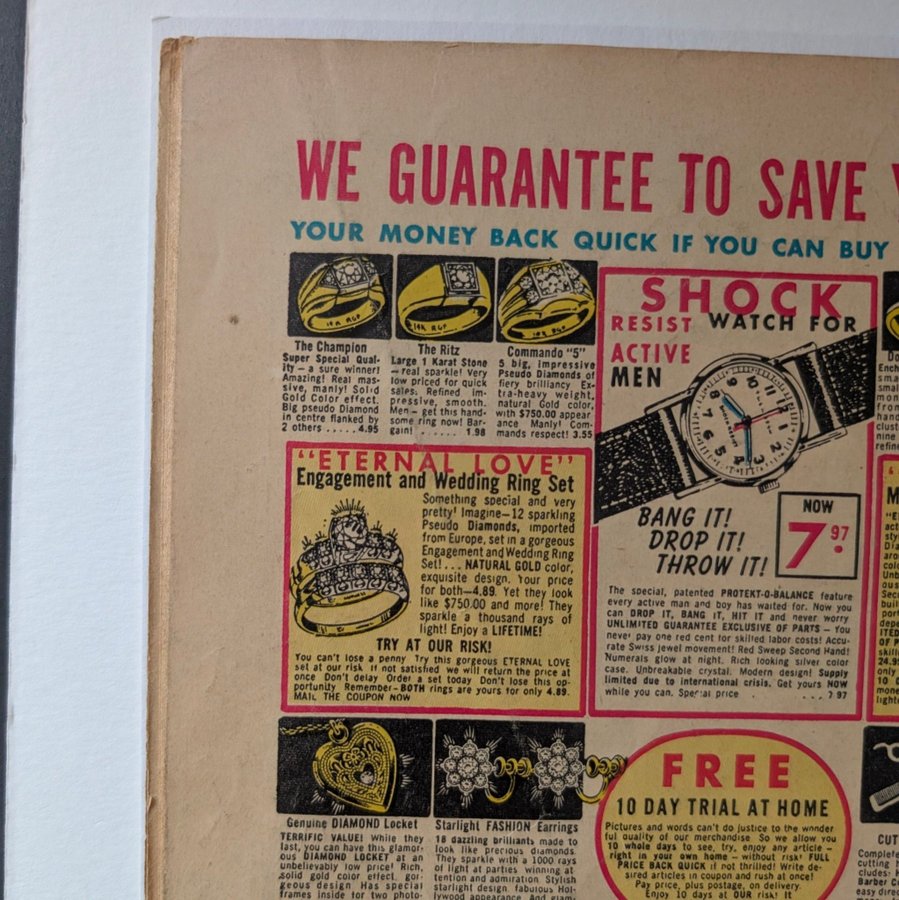 WE GUARANTEE TO SAVE
YOUR MONEY BACK QUICK IF YOU CAN BUY
14K RGP
14K RGP
14K RGP
The Champion
Super Special Qual-
ity — a sure winner!
Amazing! Real mas-
sive, manly! Solid
Gold Color effect.
Big pseudo Diamond
in centre flanked by
2 others ..... 4.95
The Ritz
Large 1 Karat Stone
—real sparkle! Very
low priced for quick
sales. Refined im-
pressive, smooth.
Men — get this hand-
some ring now! Bar-
gain! ..... 1.98
Commando "5"
5 big, impressive
Pseudo Diamonds of
fiery brilliancy Ex-
tra-heavy weight,
natural Gold color,
with $750.00 appear
ance Manly! Com-
mands respect! 3.55
SHOCK
RESIST WATCH FOR
ACTIVE
MEN
BANG IT!
DROP IT!
THROW IT!
NOW
7.97
The special, patented PROTEKT-O-BALANCE feature
every active man and boy has waited for. Now you
can DROP IT, BANG IT, HIT IT and never worry
UNLIMITED GUARANTEE EXCLUSIVE OF PARTS — You
never pay one red cent for skilled labor costs! Accu-
rate Swiss jewel movement! Red Sweep Second Hand!
Numerals glow at night. Rich looking silver color
case. Unbreakable crystal. Modern design! Supply
limited due to international crisis. Get yours NOW
while you can. Special price ... 7 97
"ETERNAL LOVE"
Engagement and Wedding Ring Set
Something special and very
pretty! Imagine—12 sparkling
Pseudo Diamonds, imported
from Europe, set in a gorgeous
Engagement and Wedding Ring
Set!... NATURAL GOLD color,
exquisite design. Your price
for both—4.89. Yet they look
like $750.00 and more! They
sparkle a thousand rays of
light! Enjoy a LIFETIME!
TRY AT OUR RISK!
You can't lose a penny Try this gorgeous ETERNAL LOVE
set at our risk If not satisfied we will return the price at
once Don't delay Order a set today Don't lose this op-
portunity Remember—BOTH rings are yours for only 4.89.
MAIL THE COUPON NOW
Genuine DIAMOND Locket
TERRIFIC VALUE! While they
last, you can have this glamor-
ous DIAMOND LOCKET at an
unbelievably low price! Rich,
solid gold color effect, gor-
geous design Has special
frames inside for two photo-
Starlight FASHION Earrings
18 dazzling brilliants made to
look like precious diamonds.
They sparkle with a 1000 rays
of light at parties winning at-
tention and admiration Stylish
starlight design. fabulous Hol-
lywood appearance And glam-
FREE
10 DAY TRIAL AT HOME
Pictures and words can't do justice to the wonder
ful quality of our merchandise. So we allow you
10 whole days to see, try, enjoy any article —
right in your own home — without risk! FULL
PRICE BACK QUICK if not thrilled! Write de-
sired articles in coupon and rush at once!
Pay price, plus postage, on delivery.
Enjoy 10 days at OUR risk! It
CUT
Complete
cutting
cludes:
Barber C
easy direc